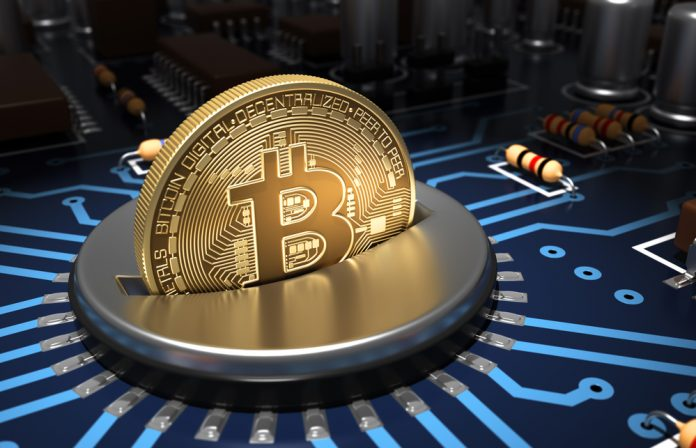 BITCOIN DIGITAL • DECENTRALIZED • PEER TO PEER
₿